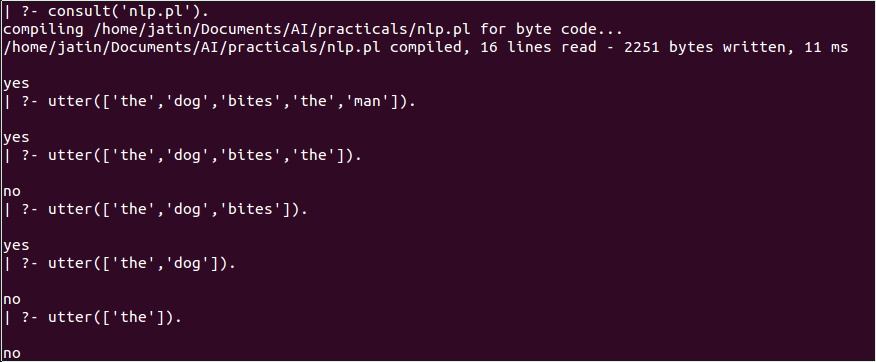 | ?- consult('nlp.pl').
compiling /home/jatin/Documents/AI/practicals/nlp.pl for byte code...
/home/jatin/Documents/AI/practicals/nlp.pl compiled, 16 lines read - 2251 bytes written, 11 ms
yes
| ?- utter(['the','dog','bites','the','man']).
yes
| ?- utter(['the','dog','bites','the']).
no
| ?- utter(['the','dog','bites']).
yes
| ?- utter(['the','dog']).
no
| ?- utter(['the']).
no